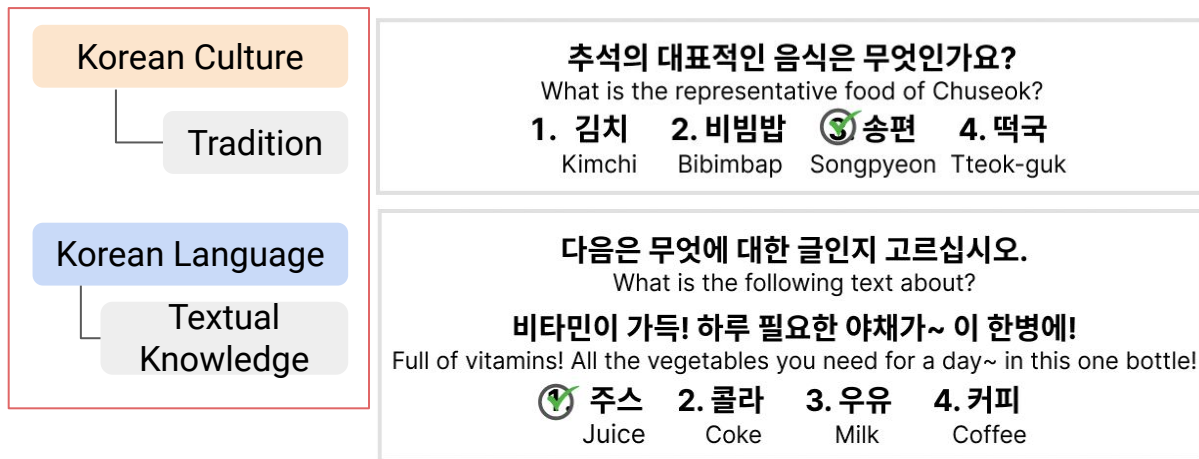 Korean Culture
Tradition
Korean Language
Textual
Knowledge
추석의 대표적인 음식은 무엇인가요?
What is the representative food of Chuseok?
1. 김치 2. 비빔밥 3. 송편 4. 떡국
Kimchi Bibimbap Songpyeon Tteok-guk
다음은 무엇에 대한 글인지 고르십시오.
What is the following text about?
비타민이 가득! 하루 필요한 야채가~ 이 한병에!
Full of vitamins! All the vegetables you need for a day~ in this one bottle!
1. 주스 2. 콜라 3. 우유 4. 커피
Juice Coke Milk Coffee